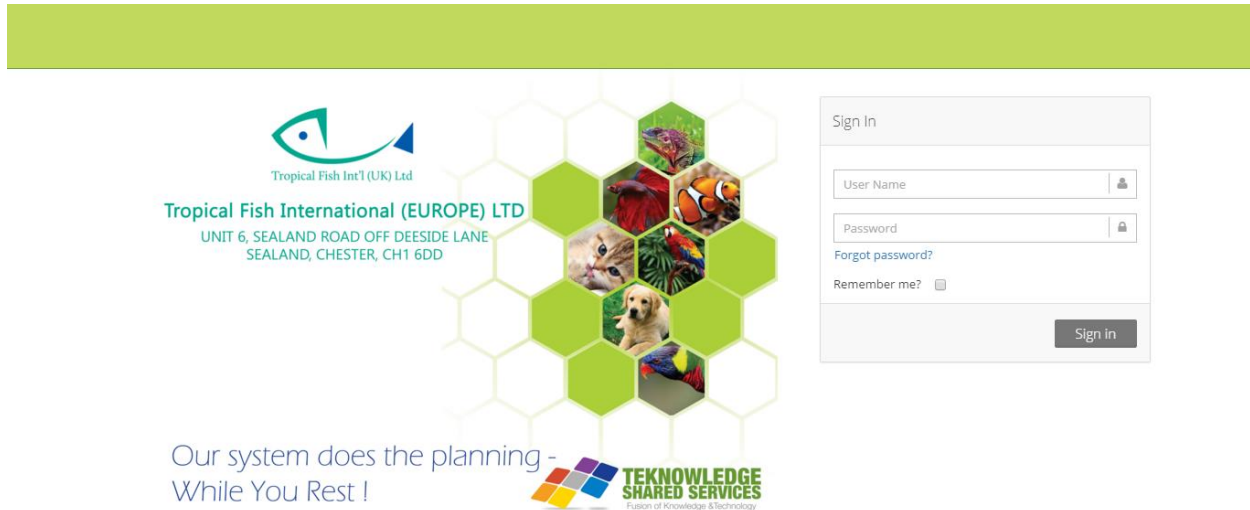 Tropical Fish Int'l (UK) Ltd
Tropical Fish International (EUROPE) LTD
UNIT 6, SEALAND ROAD OFF DEESIDE LANE
SEALAND, CHESTER, CH1 6DD
Our system does the planning -
While You Rest !
TEKNOWLEDGE
SHARED SERVICES
Fusion of Knowledge &Technology
Sign In
User Name
Password
Forgot password?
Remember me?
Sign in